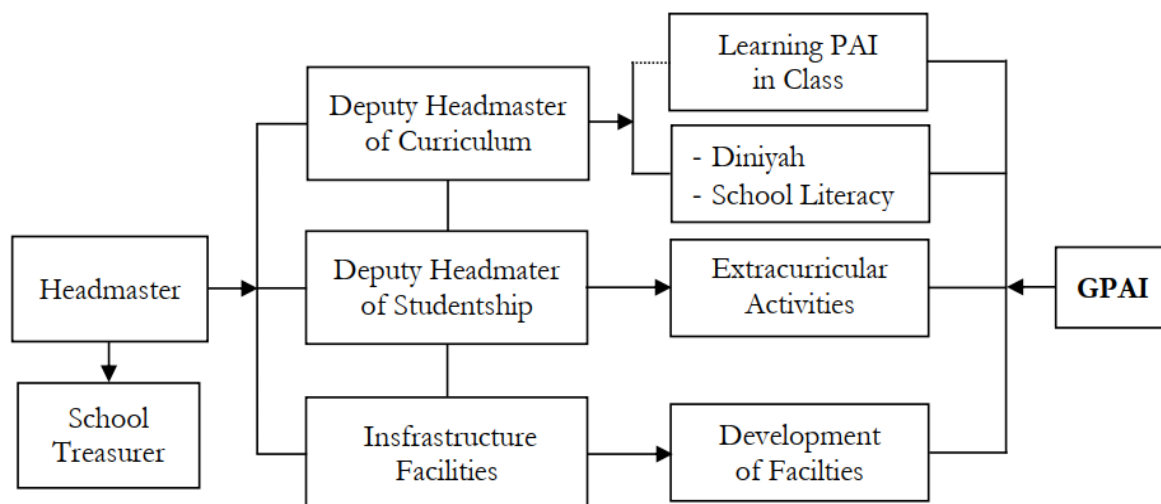 Headmaster
School
Treasurer
Deputy Headmaster
of Curriculum
Deputy Headmater
of Studentship
Insfrastructure
Facilities
Learning PAI
in Class
- Diniyah
- School Literacy
Extracurricular
Activities
Development
of Facilties
GPAI